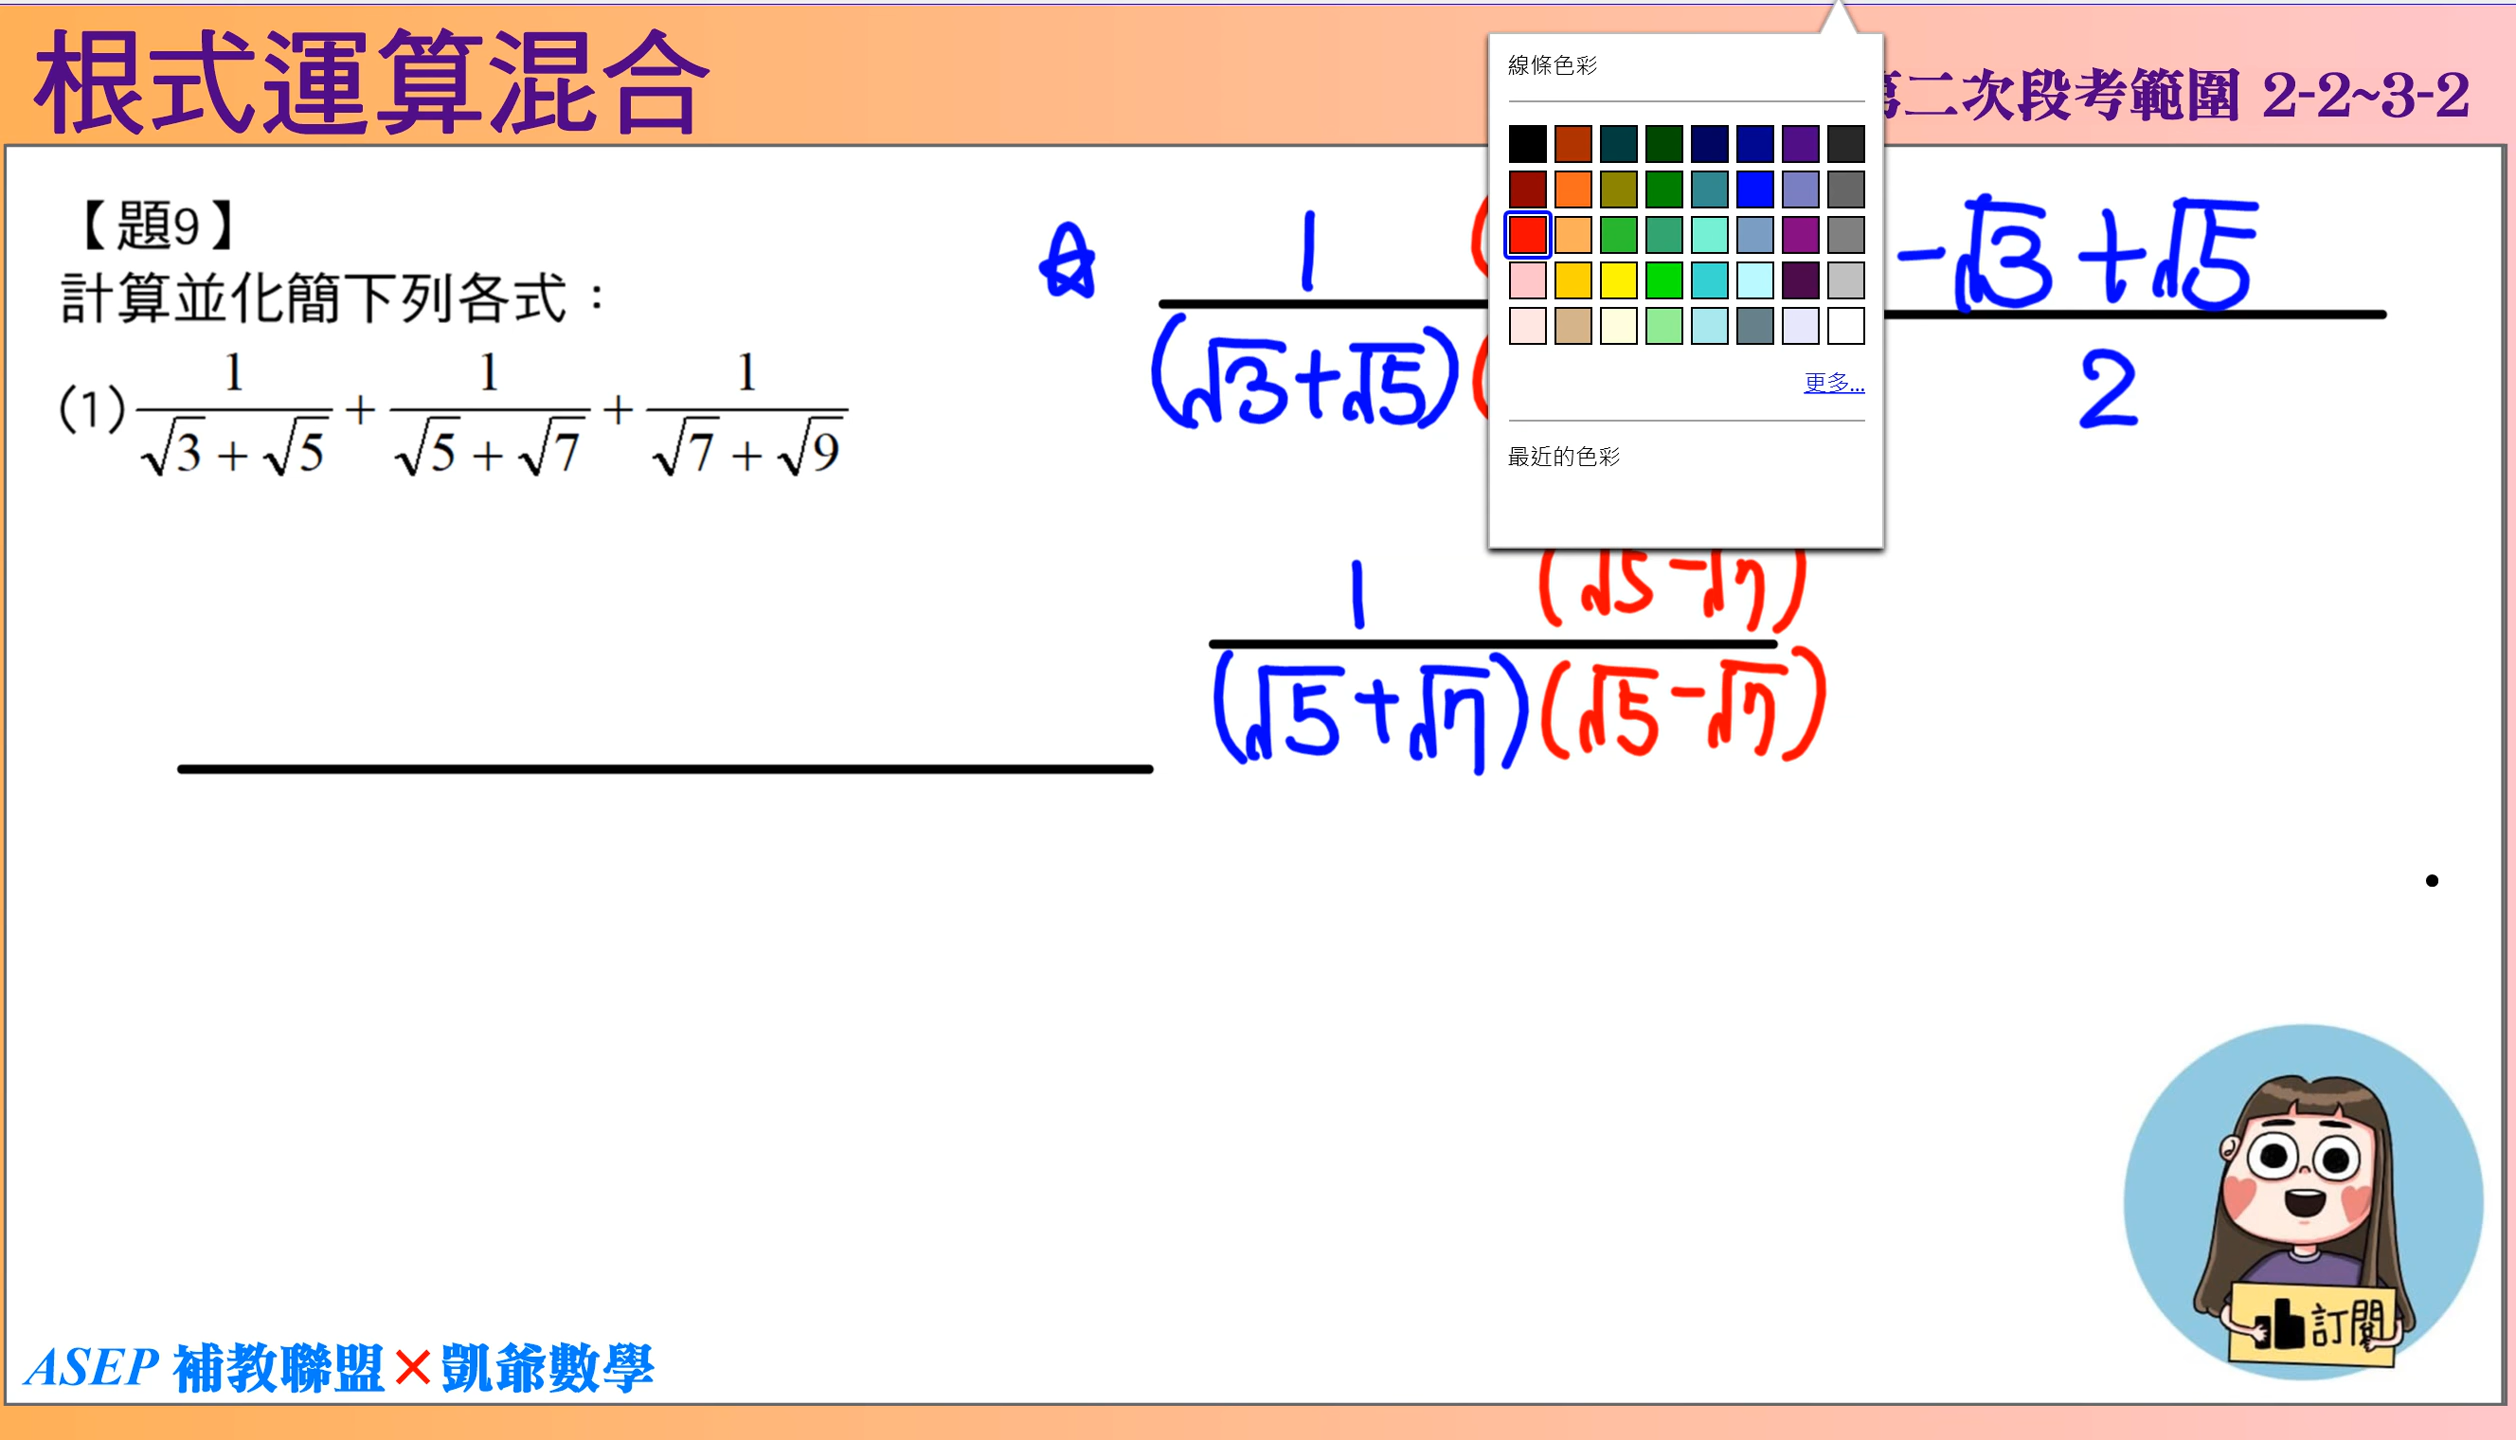 根式運算混合
二次段考範圍 2-2~3-2
線條色彩
更多...
最近的色彩
【題9】
計算並化簡下列各式：
(1) 1/(√3+√5) + 1/(√5+√7) + 1/(√7+√9)
☆ 1
(√3+√5)(
-√3+√5
2
1 (√5-√7)
(√5+√7)(√5-√7)
訂閱
ASEP 補教聯盟×凱爺數學